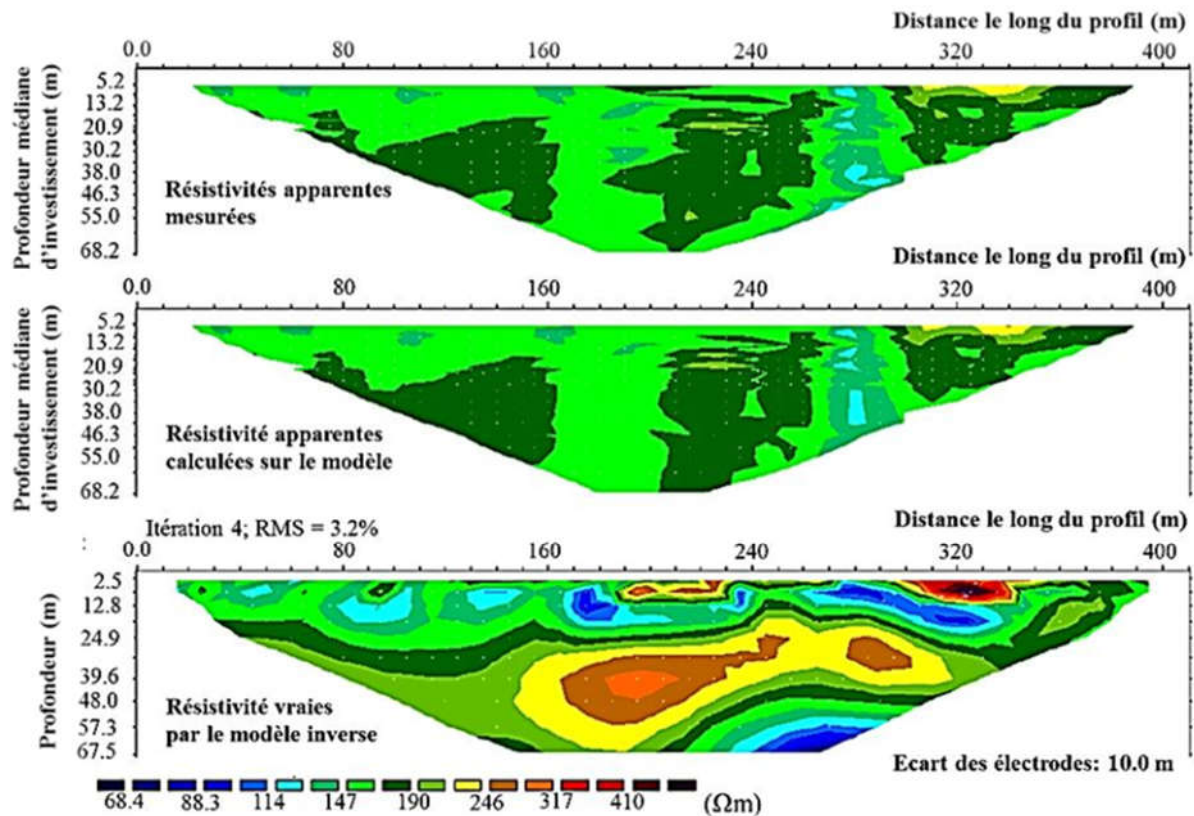 Distance le long du profil (m)
0.0 80 160 240 320 400
Profondeur médiane
d'investissement (m)
5.2
13.2
20.9
30.2
38.0
46.3
55.0
68.2
Résistivités apparentes
mesurées
Distance le long du profil (m)
0.0 80 160 240 320 400
Profondeur médiane
d'investissement (m)
5.2
13.2
20.9
30.2
38.0
46.3
55.0
68.2
Résistivité apparentes
calculées sur le modèle
Itération 4; RMS = 3.2%
Distance le long du profil (m)
:
0.0 80 160 240 320 400
Profondeur (m)
2.5
12.8
24.9
39.6
48.0
57.3
67.5
Résistivité vraies
par le modèle inverse
Ecart des électrodes: 10.0 m
68.4 88.3 114 147 190 246 317 410 (Ωm)